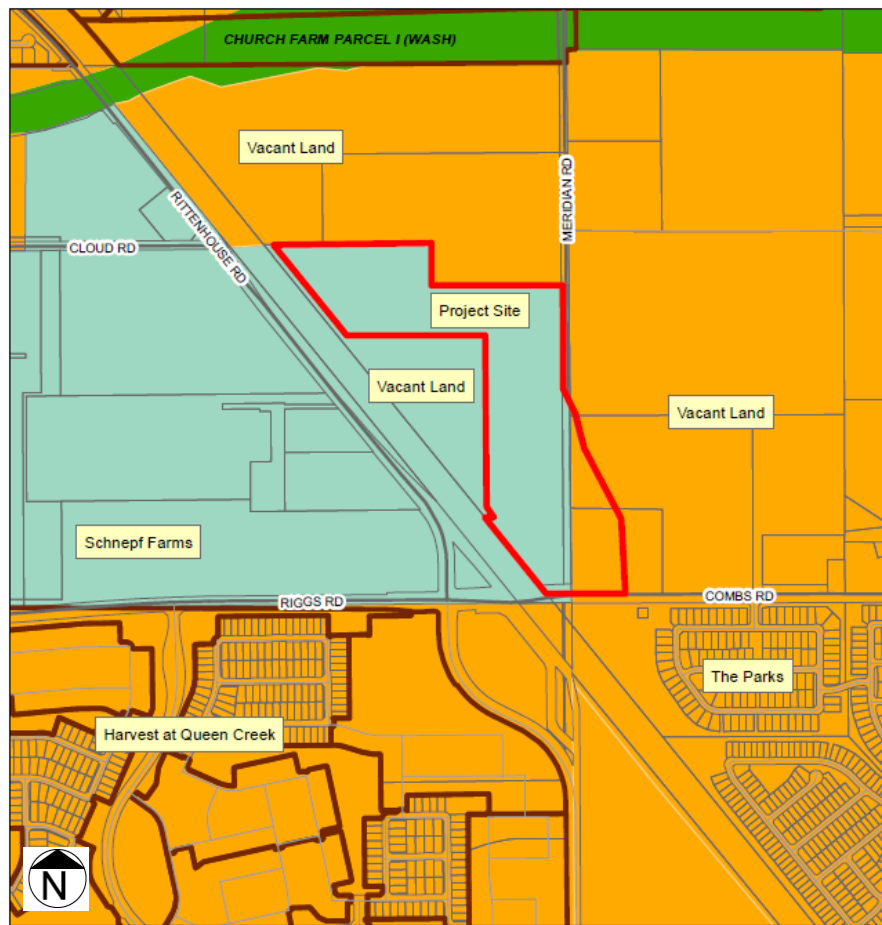 CHURCH FARM PARCEL I (WASH)
Vacant Land
MERIDIAN RD
RITTENHOUSE RD
CLOUD RD
Project Site
Vacant Land
Vacant Land
Schnepf Farms
RIGGS RD
COMBS RD
The Parks
Harvest at Queen Creek
N